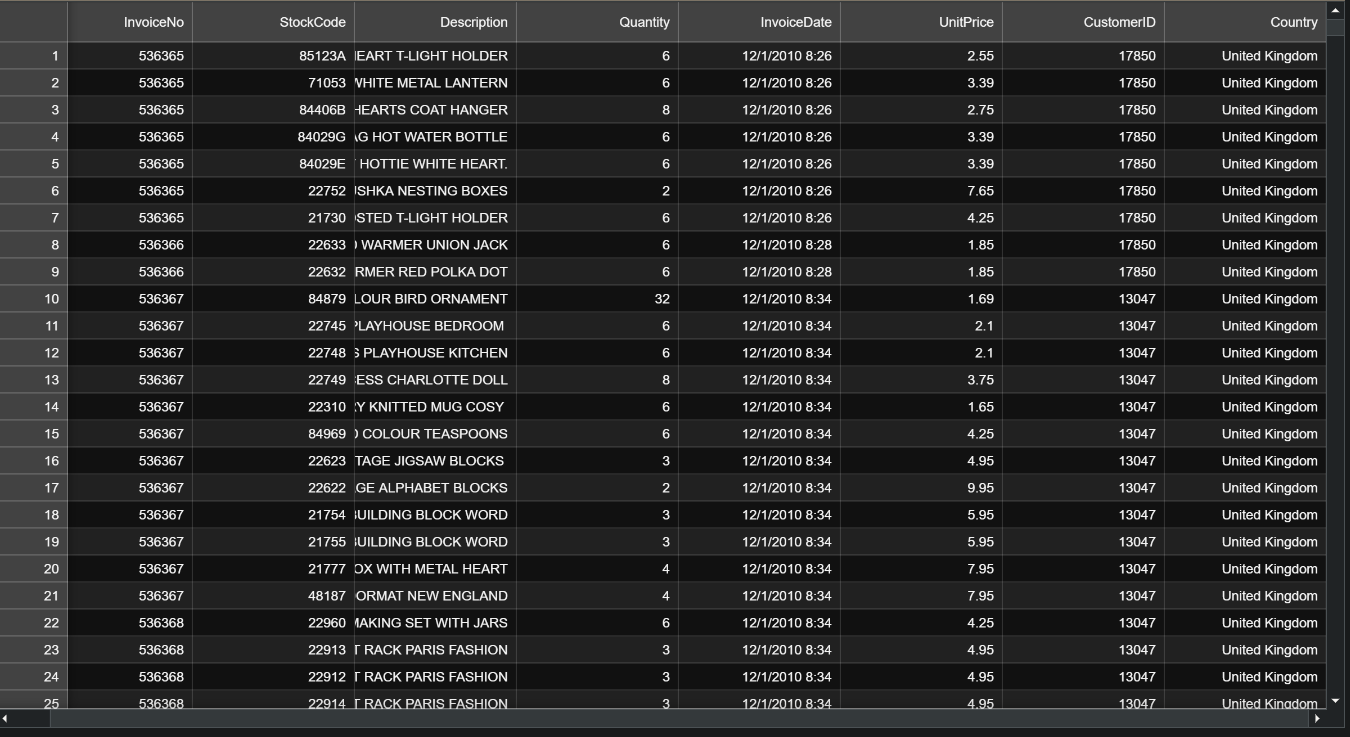 InvoiceNo StockCode Description Quantity InvoiceDate UnitPrice CustomerID Country
1 536365 85123A T-LIGHT HOLDER 6 12/1/2010 8:26 2.55 17850 United Kingdom
2 536365 71053 WHITE METAL LANTERN 6 12/1/2010 8:26 3.39 17850 United Kingdom
3 536365 84406B HEARTS COAT HANGER 8 12/1/2010 8:26 2.75 17850 United Kingdom
4 536365 84029G HOT WATER BOTTLE 6 12/1/2010 8:26 3.39 17850 United Kingdom
5 536365 84029E HOTTIE WHITE HEART. 6 12/1/2010 8:26 3.39 17850 United Kingdom
6 536365 22752 NESTING BOXES 2 12/1/2010 8:26 7.65 17850 United Kingdom
7 536365 21730 T-LIGHT HOLDER 6 12/1/2010 8:26 4.25 17850 United Kingdom
8 536366 22633 WARMER UNION JACK 6 12/1/2010 8:28 1.85 17850 United Kingdom
9 536366 22632 RED POLKA DOT 6 12/1/2010 8:28 1.85 17850 United Kingdom
10 536367 84879 BIRD ORNAMENT 32 12/1/2010 8:34 1.69 13047 United Kingdom
11 536367 22745 PLAYHOUSE BEDROOM 6 12/1/2010 8:34 2.1 13047 United Kingdom
12 536367 22748 PLAYHOUSE KITCHEN 6 12/1/2010 8:34 2.1 13047 United Kingdom
13 536367 22749 CHARLOTTE DOLL 8 12/1/2010 8:34 3.75 13047 United Kingdom
14 536367 22310 KNITTED MUG COSY 6 12/1/2010 8:34 1.65 13047 United Kingdom
15 536367 84969 COLOUR TEASPOONS 6 12/1/2010 8:34 4.25 13047 United Kingdom
16 536367 22623 JIGSAW BLOCKS 3 12/1/2010 8:34 4.95 13047 United Kingdom
17 536367 22622 ALPHABET BLOCKS 2 12/1/2010 8:34 9.95 13047 United Kingdom
18 536367 21754 BUILDING BLOCK WORD 3 12/1/2010 8:34 5.95 13047 United Kingdom
19 536367 21755 BUILDING BLOCK WORD 3 12/1/2010 8:34 5.95 13047 United Kingdom
20 536367 21777 WITH METAL HEART 4 12/1/2010 8:34 7.95 13047 United Kingdom
21 536367 48187 NEW ENGLAND 4 12/1/2010 8:34 7.95 13047 United Kingdom
22 536368 22960 MAKING SET WITH JARS 6 12/1/2010 8:34 4.25 13047 United Kingdom
23 536368 22913 RACK PARIS FASHION 3 12/1/2010 8:34 4.95 13047 United Kingdom
24 536368 22912 RACK PARIS FASHION 3 12/1/2010 8:34 4.95 13047 United Kingdom
25 536368 22914 RACK PARIS FASHION 3 12/1/2010 8:34 4.95 13047 United Kingdom